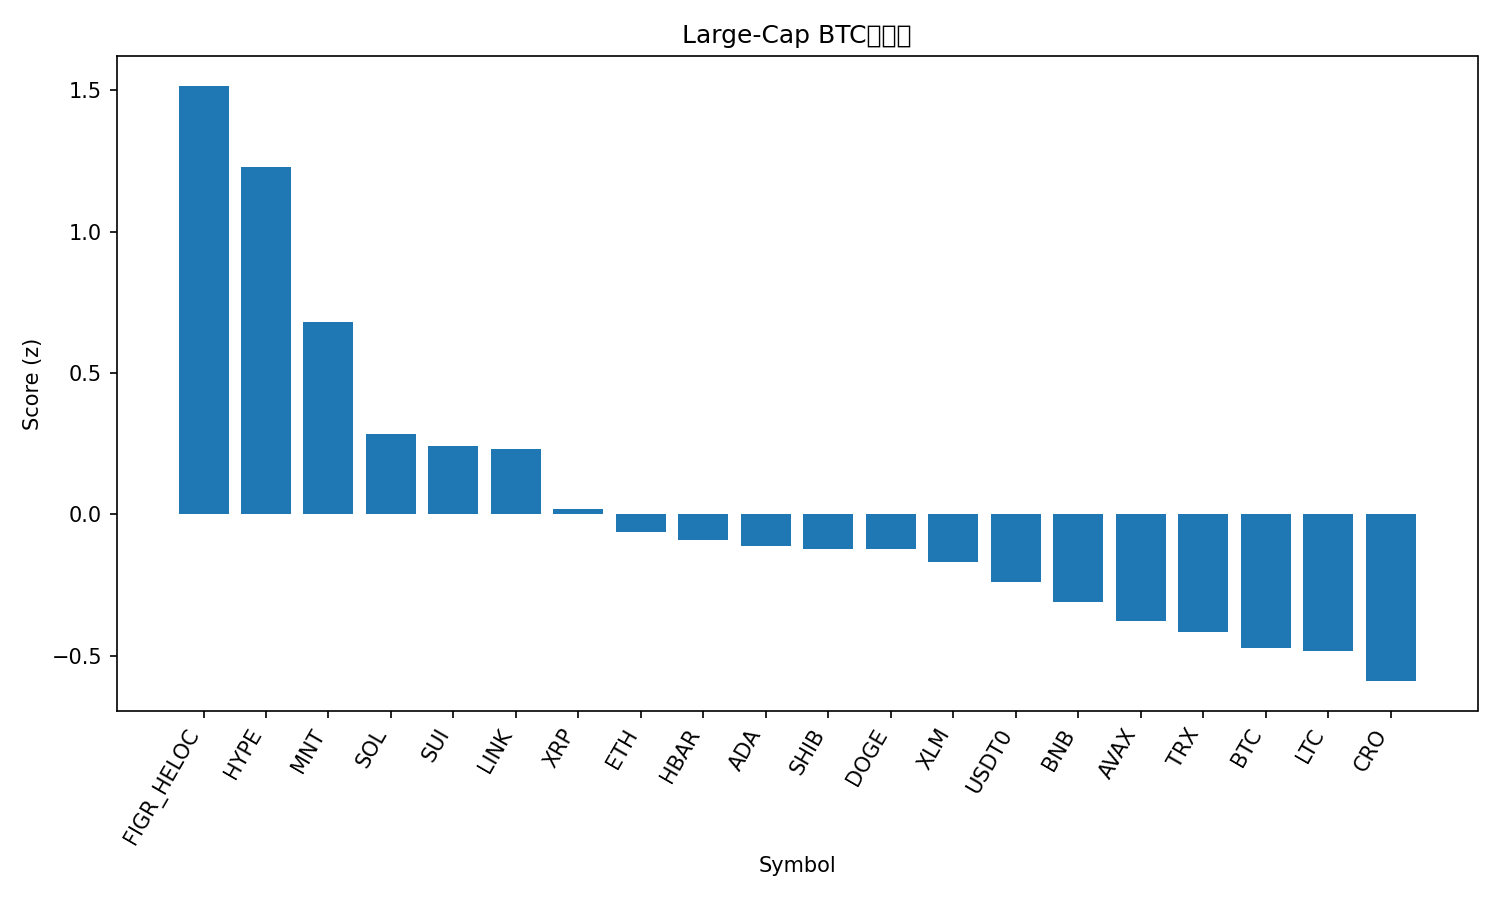 Large-Cap BTC
1.5
1.0
0.5
0.0
−0.5
Score (z)
FIGR_HELOC
HYPE
MNT
SOL
SUI
LINK
XRP
ETH
HBAR
ADA
SHIB
DOGE
XLM
USDT0
BNB
AVAX
TRX
BTC
LTC
CRO
Symbol